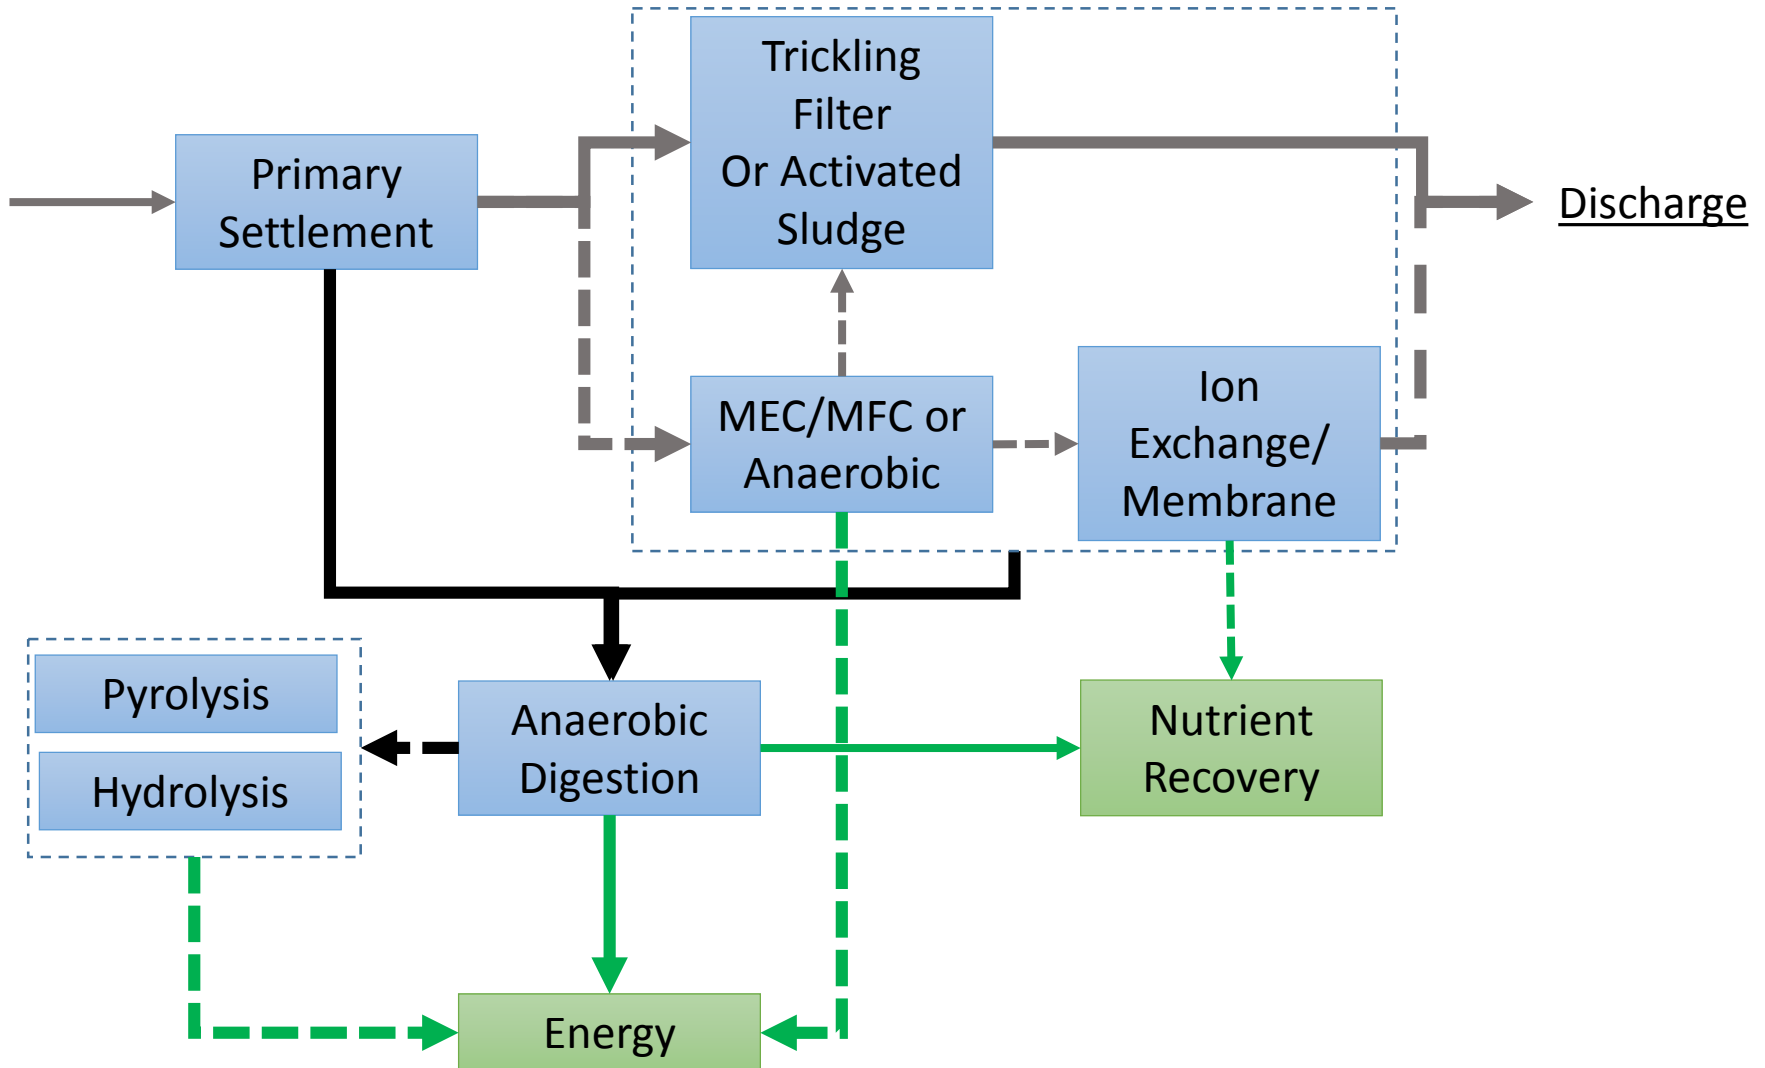 Primary
Settlement
Trickling
Filter
Or Activated
Sludge
Discharge
MEC/MFC or
Anaerobic
Ion
Exchange/
Membrane
Pyrolysis
Hydrolysis
Anaerobic
Digestion
Nutrient
Recovery
Energy